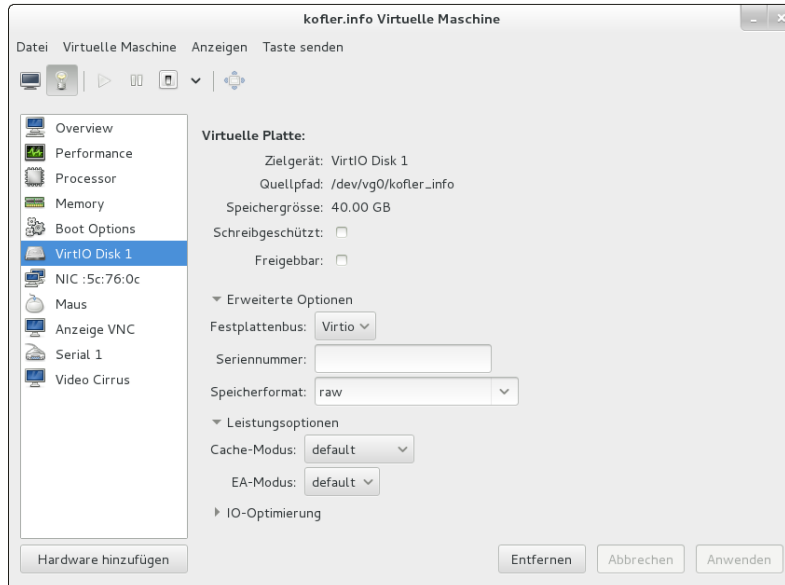 kofler.info Virtuelle Maschine
Datei Virtuelle Maschine Anzeigen Taste senden
Overview
Performance
Processor
Memory
Boot Options
VirtIO Disk 1
NIC :5c:76:0c
Maus
Anzeige VNC
Serial 1
Video Cirrus
Hardware hinzufügen
Virtuelle Platte:
Zielgerät: VirtIO Disk 1
Quellpfad: /dev/vg0/kofler_info
Speichergrösse: 40.00 GB
Schreibgeschützt:
Freigebbar:
Erweiterte Optionen
Festplattenbus: Virtio
Seriennummer:
Speicherformat: raw
Leistungsoptionen
Cache-Modus: default
EA-Modus: default
IO-Optimierung
Entfernen Abbrechen Anwenden